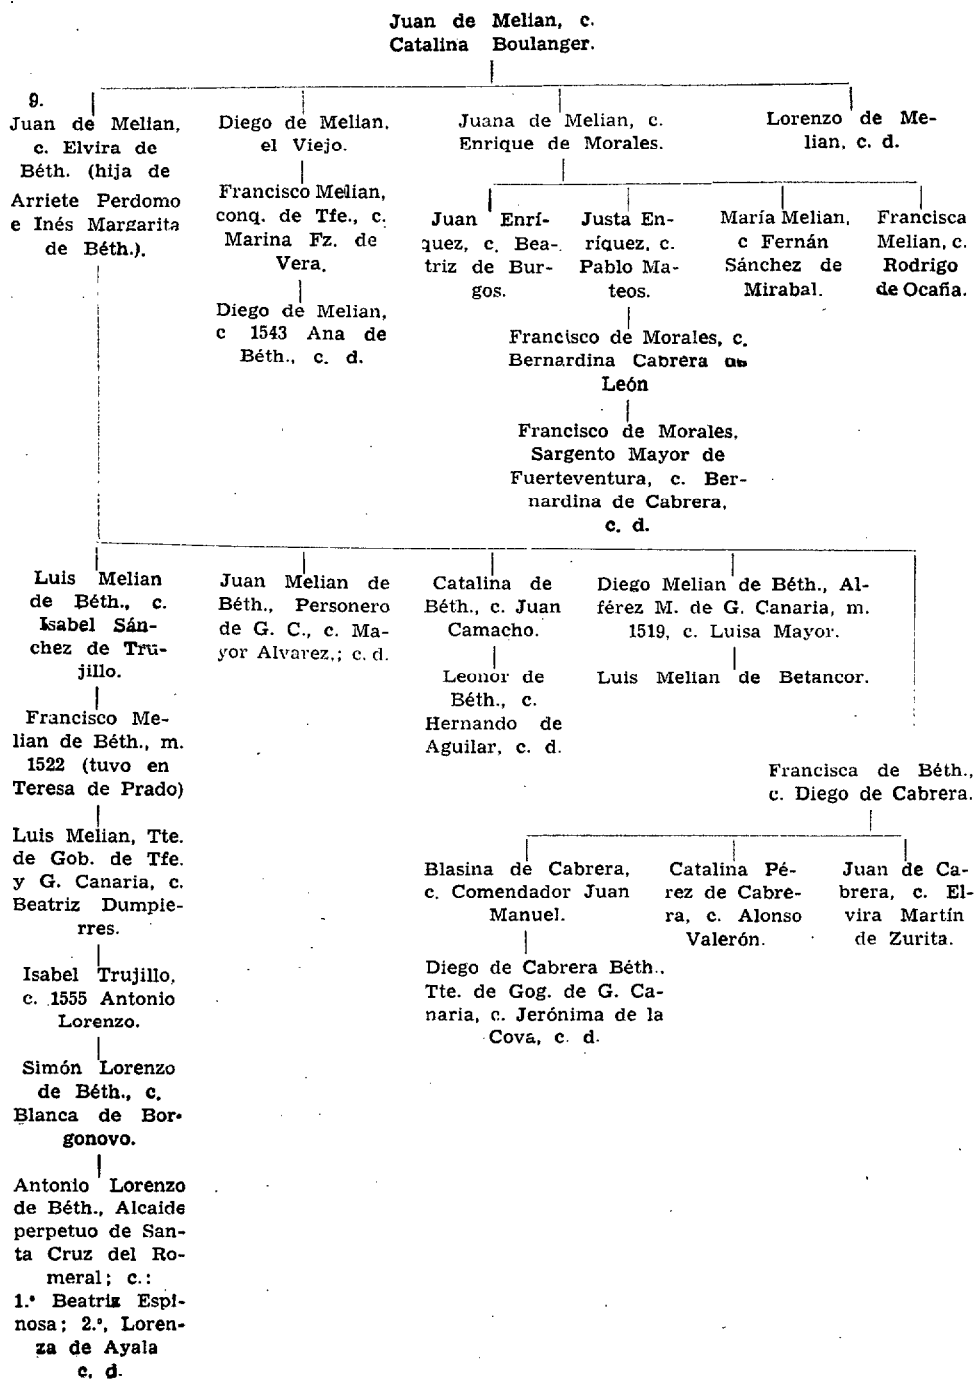 Juan de Melian, c.
Catalina Boulanger.
9.
Juan de Melian,
c. Elvira de
Béth. (hija de
Arriete Perdomo
e Inés Margarita
de Béth.).
Diego de Melian,
el Viejo.
Francisco Melian,
conq. de Tfe., c.
Marina Fz. de
Vera.
Diego de Melian,
c 1543 Ana de
Béth., c. d.
Juana de Melian, c.
Enrique de Morales.
Lorenzo de Me-
lian, c. d.
Juan Enrí-
quez, c. Bea-
triz de Bur-
gos.
Justa En-
ríquez, c.
Pablo Ma-
teos.
María Melian,
c Fernán
Sánchez de
Mirabal.
Francisca
Melian, c.
Rodrigo
de Ocaña.
Francisco de Morales, c.
Bernardina Cabrera
León
Francisco de Morales,
Sargento Mayor de
Fuerteventura, c. Ber-
nardina de Cabrera,
c. d.
Luis Melian
de Béth., c.
Isabel Sán-
chez de Tru-
jillo.
Francisco Me-
lian de Béth., m.
1522 (tuvo en
Teresa de Prado)
Luis Melian, Tte.
de Gob. de Tfe.
y G. Canaria, c.
Beatriz Dumpie-
rres.
Isabel Trujillo,
c. 1555 Antonio
Lorenzo.
Simón Lorenzo
de Béth., c.
Blanca de Bor-
gonovo.
Antonio Lorenzo
de Béth., Alcaide
perpetuo de San-
ta Cruz del Ro-
meral; c.:
1.ª Beatriz Espi-
nosa; 2.ª, Loren-
za de Ayala
c. d.
Juan Melian de
Béth., Personero
de G. C., c. Ma-
yor Alvarez,; c. d.
Catalina de
Béth., c. Juan
Camacho.
Leonor de
Béth., c.
Hernando de
Aguilar, c. d.
Diego Melian de Béth., Al-
férez M. de G. Canaria, m.
1519, c. Luisa Mayor.
Luis Melian de Betancor.
Francisca de Béth.,
c. Diego de Cabrera.
Blasina de Cabrera,
c. Comendador Juan
Manuel.
Diego de Cabrera Béth.,
Tte. de Gog. de G. Ca-
naria, c. Jerónima de la
Cova, c. d.
Catalina Pé-
rez de Cabre-
ra, c. Alonso
Valerón.
Juan de Ca-
brera, c. El-
vira Martín
de Zurita.